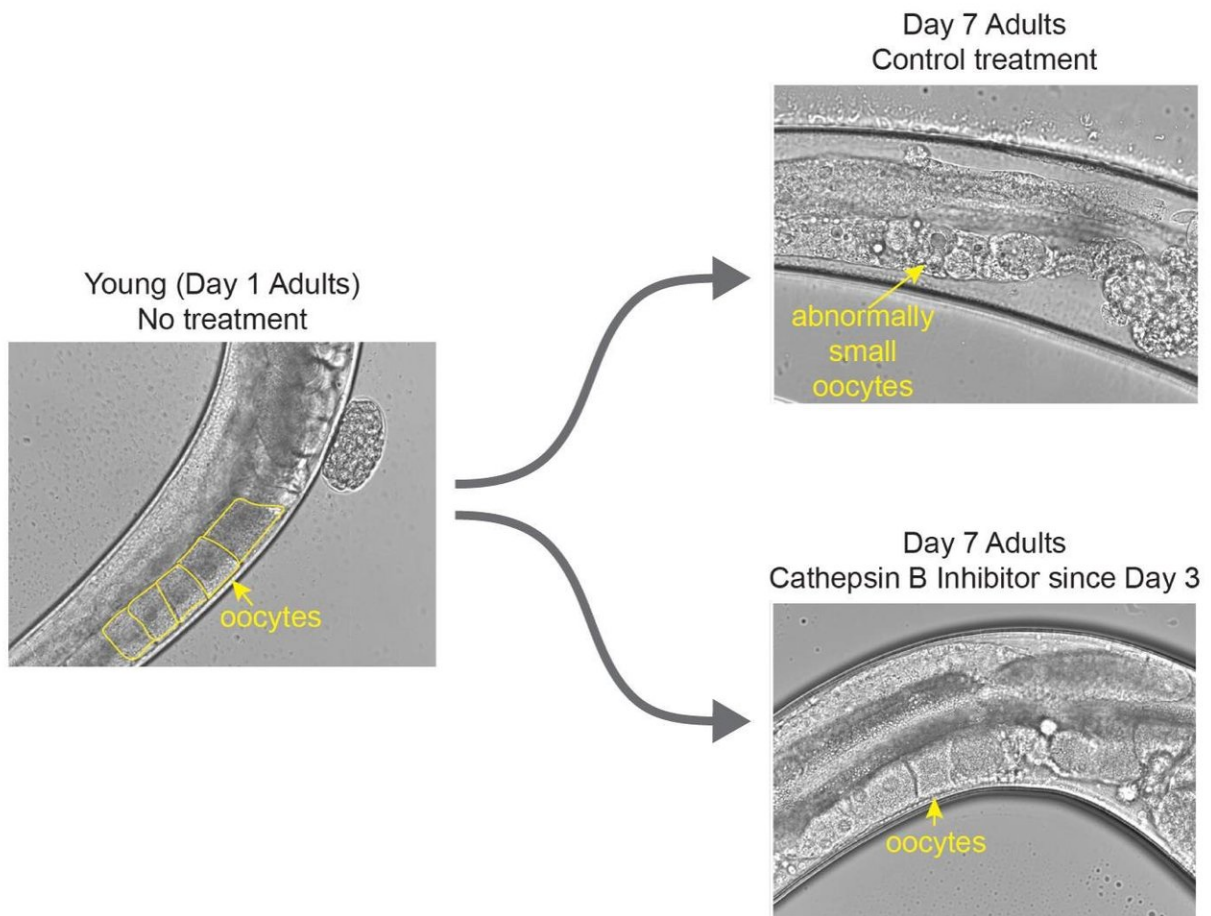 Young (Day 1 Adults)
No treatment
oocytes
Day 7 Adults
Control treatment
abnormally
small
oocytes
Day 7 Adults
Cathepsin B Inhibitor since Day 3
oocytes